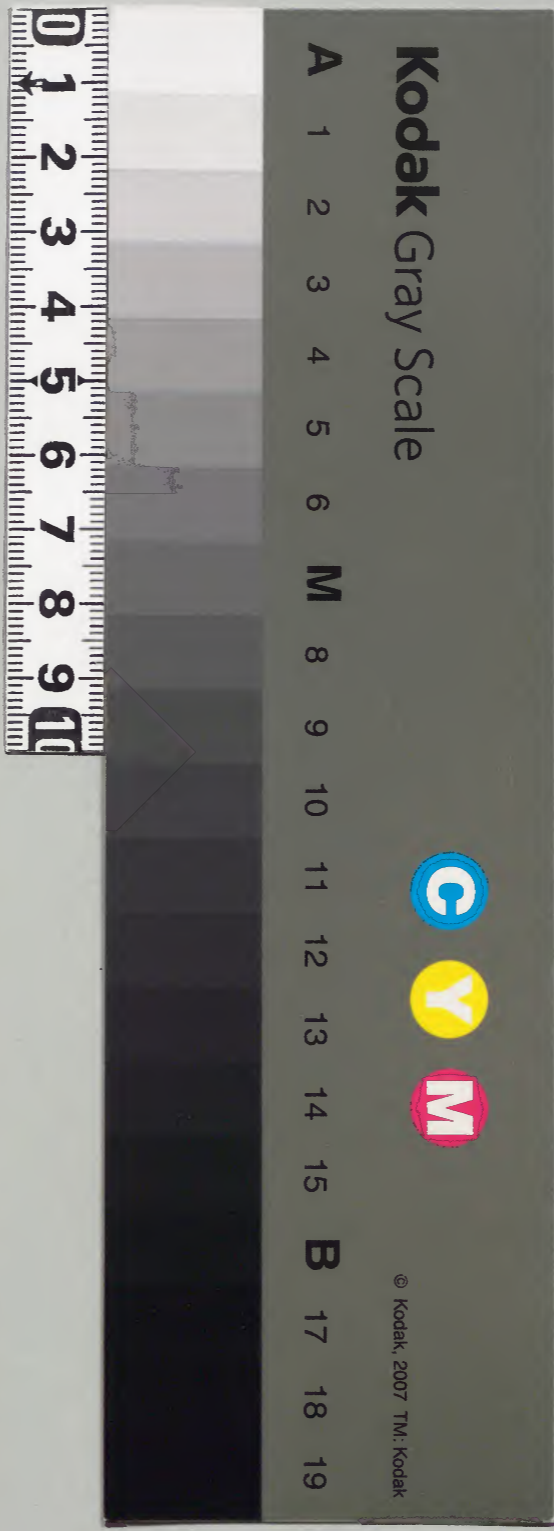 Kodak Gray Scale
C Y M
© Kodak, 2007 TM: Kodak
A 1 2 3 4 5 6 M 8 9 10 11 12 13 14 15 B 17 18 19
0 1 2 3 4 5 6 7 8 9 10